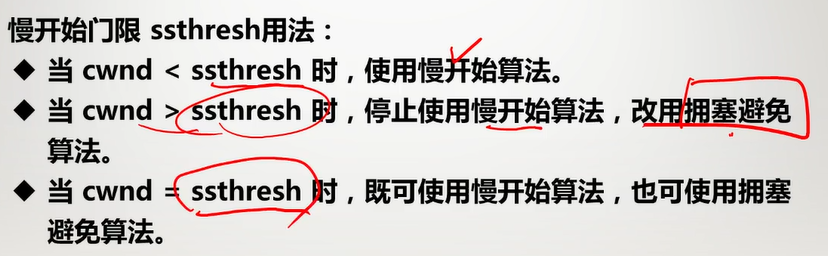 慢开始门限 ssthresh用法：
◆ 当 cwnd < ssthresh 时，使用慢开始算法。
◆ 当 cwnd > ssthresh 时，停止使用慢开始算法，改用拥塞避免
算法。
◆ 当 cwnd = ssthresh 时，既可使用慢开始算法，也可使用拥塞
避免算法。